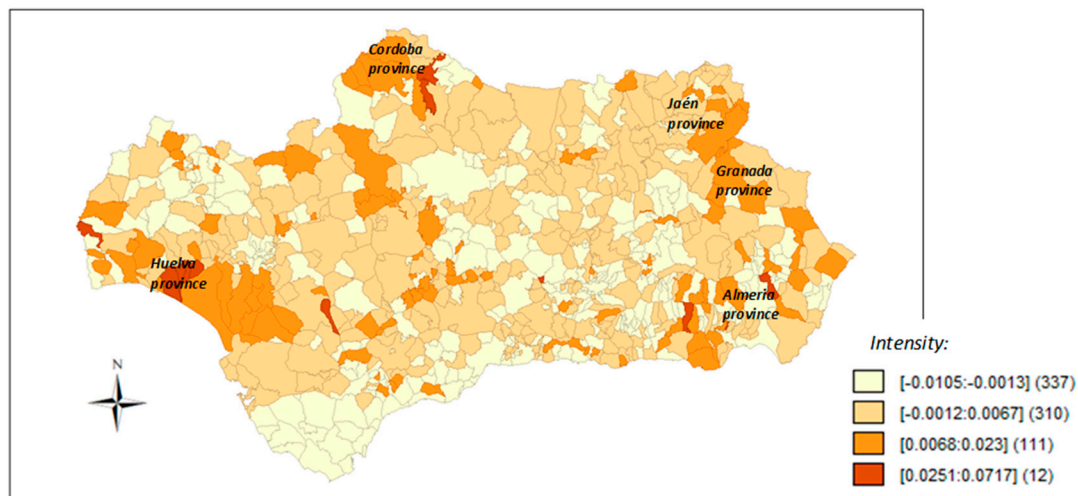 Cordoba
province
Jaén
province
Granada
province
Huelva
province
Almeria
province
N
Intensity:
[-0.0105:-0.0013] (337)
[-0.0012:0.0067] (310)
[0.0068:0.023] (111)
[0.0251:0.0717] (12)